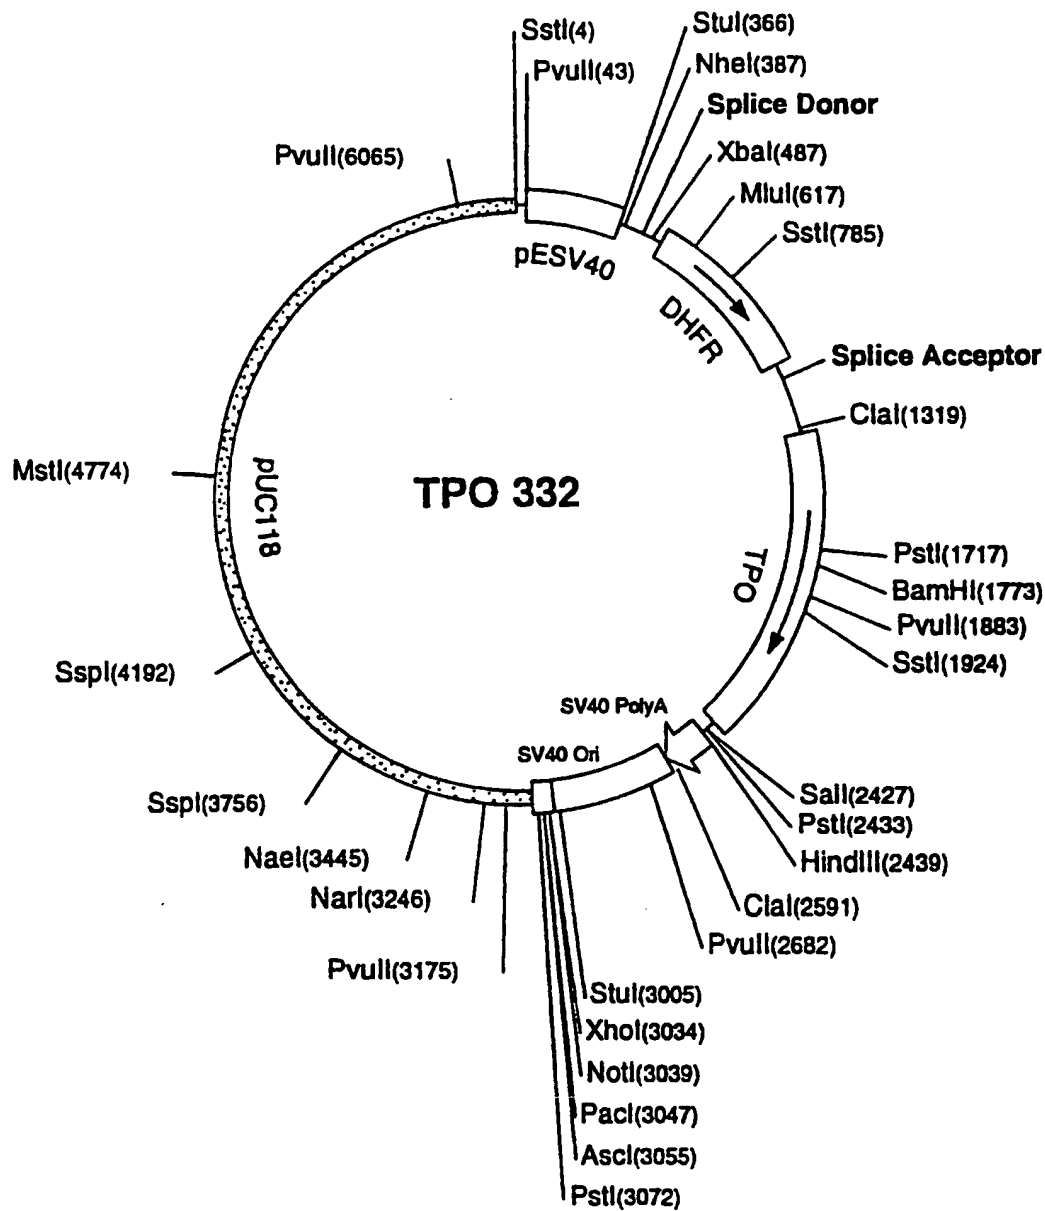 SstI(4)
PvuII(43)
StuI(366)
NheI(387)
Splice Donor
XbaI(487)
MluI(617)
SstI(785)
PvuII(6065)
pESV40
DHFR
Splice Acceptor
ClaI(1319)
MstI(4774)
pUC118
TPO 332
TPO
PstI(1717)
BamHI(1773)
PvuII(1883)
SstI(1924)
SspI(4192)
SV40 PolyA
SV40 Ori
SspI(3756)
SalI(2427)
PstI(2433)
HindIII(2439)
NaeI(3445)
NarI(3246)
ClaI(2591)
PvuII(2682)
PvuII(3175)
StuI(3005)
XhoI(3034)
NotI(3039)
PacI(3047)
AscI(3055)
PstI(3072)